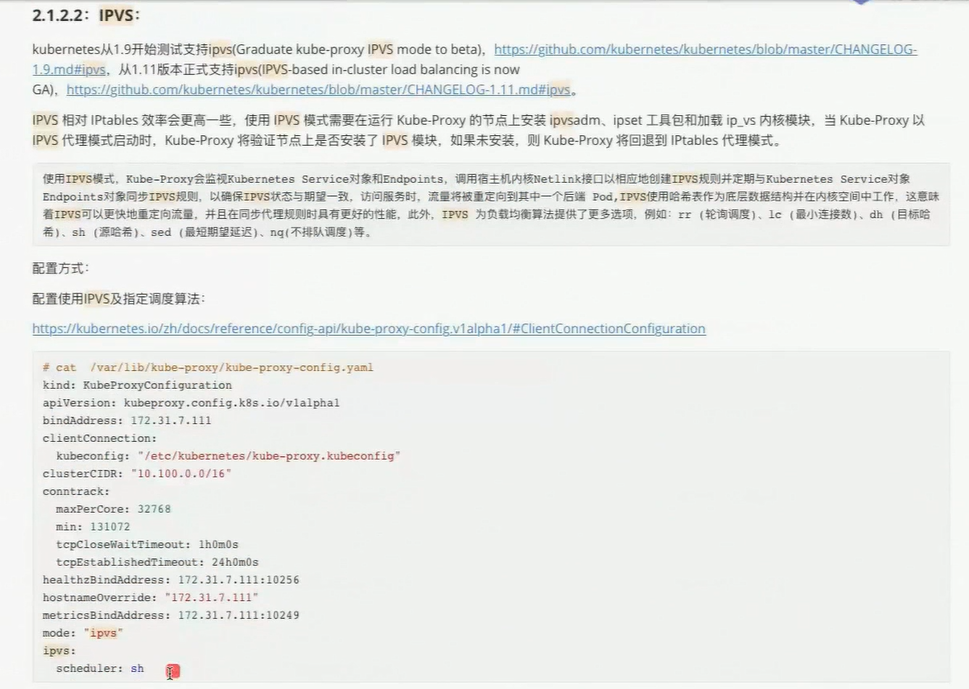 2.1.2.2：IPVS：
kubernetes从1.9开始测试支持ipvs(Graduate kube-proxy IPVS mode to beta)，https://github.com/kubernetes/kubernetes/blob/master/CHANGELOG-
1.9.md#ipvs，从1.11版本正式支持ipvs(IPVS-based in-cluster load balancing is now
GA)，https://github.com/kubernetes/kubernetes/blob/master/CHANGELOG-1.11.md#ipvs。
IPVS 相对 IPtables 效率会更高一些，使用 IPVS 模式需要在运行 Kube-Proxy 的节点上安装 ipvsadm、ipset 工具包和加载 ip_vs 内核模块，当 Kube-Proxy 以
IPVS 代理模式启动时，Kube-Proxy 将验证节点上是否安装了 IPVS 模块，如果未安装，则 Kube-Proxy 将回退到 IPtables 代理模式。
使用IPVS模式，Kube-Proxy会监视Kubernetes Service对象和Endpoints，调用宿主机内核Netlink接口以相应地创建IPVS规则并定期与Kubernetes Service对象
Endpoints对象同步IPVS规则，以确保IPVS状态与期望一致，访问服务时，流量将被重定向到其中一个后端 Pod,IPVS使用哈希表作为底层数据结构并在内核空间中工作，这意味
着IPVS可以更快地重定向流量，并且在同步代理规则时具有更好的性能，此外，IPVS 为负载均衡算法提供了更多选项，例如：rr (轮询调度)、lc (最小连接数)、dh (目标哈
希)、sh (源哈希)、sed (最短期望延迟)、nq(不排队调度)等。
配置方式：
配置使用IPVS及指定调度算法：
https://kubernetes.io/zh/docs/reference/config-api/kube-proxy-config.v1alpha1/#ClientConnectionConfiguration
# cat  /var/lib/kube-proxy/kube-proxy-config.yaml
kind: KubeProxyConfiguration
apiVersion: kubeproxy.config.k8s.io/v1alpha1
bindAddress: 172.31.7.111
clientConnection:
  kubeconfig: "/etc/kubernetes/kube-proxy.kubeconfig"
clusterCIDR: "10.100.0.0/16"
conntrack:
  maxPerCore: 32768
  min: 131072
  tcpCloseWaitTimeout: 1h0m0s
  tcpEstablishedTimeout: 24h0m0s
healthzBindAddress: 172.31.7.111:10256
hostnameOverride: "172.31.7.111"
metricsBindAddress: 172.31.7.111:10249
mode: "ipvs"
ipvs:
  scheduler: sh